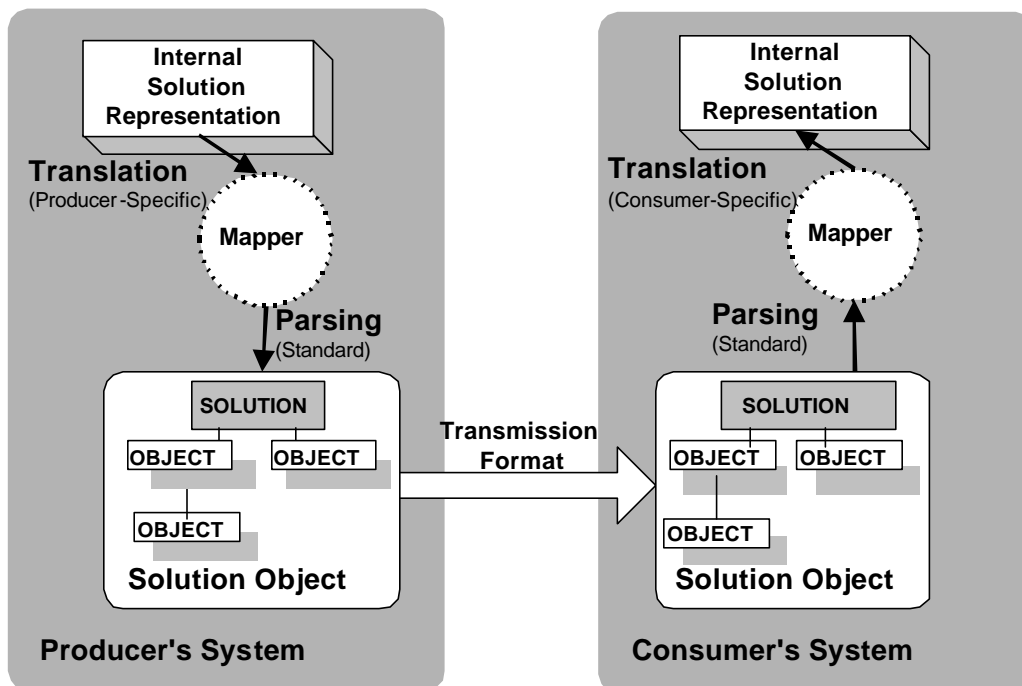 Internal
Solution
Representation
Translation
(Producer-Specific)
Mapper
Parsing
(Standard)
SOLUTION
OBJECT
OBJECT
OBJECT
Solution Object
Producer's System
Transmission
Format
Internal
Solution
Representation
Translation
(Consumer-Specific)
Mapper
Parsing
(Standard)
SOLUTION
OBJECT
OBJECT
OBJECT
Solution Object
Consumer's System